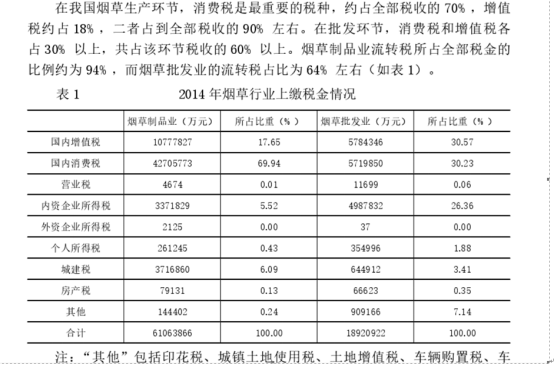 在我国烟草生产环节，消费税是最重要的税种，约占全部税收的 70%，增值
税约占 18%，二者占到全部税收的 90% 左右。在批发环节，消费税和增值税各
占 30% 以上，共占该环节税收的 60% 以上。烟草制品业流转税所占全部税金的
比例约为 94%，而烟草批发业的流转税占比为 64% 左右（如表 1）。
表 1 2014 年烟草行业上缴税金情况
烟草制品业（万元） 所占比重（%） 烟草批发业（万元） 所占比重（%）
国内增值税 10777827 17.65 5784346 30.57
国内消费税 42705773 69.94 5719850 30.23
营业税 4674 0.01 11699 0.06
内资企业所得税 3371829 5.52 4987832 26.36
外资企业所得税 2125 0.00 37 0.00
个人所得税 261245 0.43 354996 1.88
城建税 3716860 6.09 644912 3.41
房产税 79131 0.13 66623 0.35
其他 144402 0.24 909166 7.14
合计 61063866 100.00 18920922 100.00
注：“其他”包括印花税、城镇土地使用税、土地增值税、车辆购置税、车